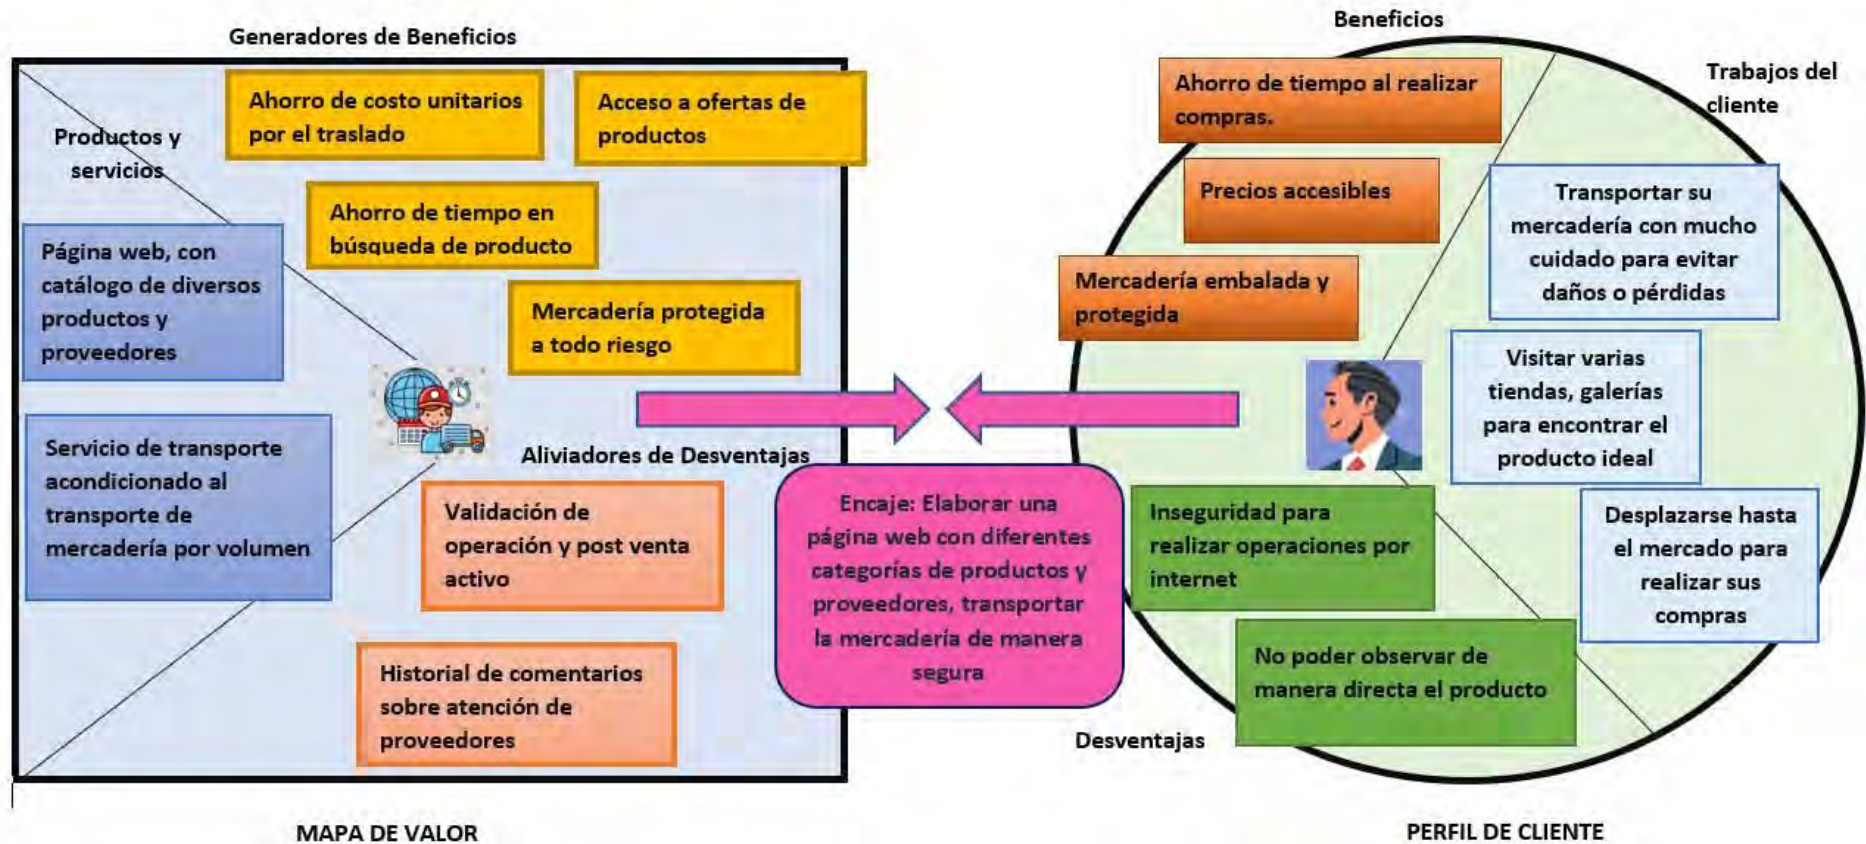 Generadores de Beneficios
Productos y
servicios
Ahorro de costo unitarios
por el traslado
Acceso a ofertas de
productos
Ahorro de tiempo en
búsqueda de producto
Mercadería protegida
a todo riesgo
Página web, con
catálogo de diversos
productos y
proveedores
Servicio de transporte
acondicionado al
transporte de
mercadería por volumen
Aliviadores de Desventajas
Validación de
operación y post venta
activo
Historial de comentarios
sobre atención de
proveedores
MAPA DE VALOR
Encaje: Elaborar una
página web con diferentes
categorías de productos y
proveedores, transportar
la mercadería de manera
segura
Beneficios
Trabajos del
cliente
Ahorro de tiempo al realizar
compras.
Precios accesibles
Mercadería embalada y
protegida
Transportar su
mercadería con mucho
cuidado para evitar
daños o pérdidas
Visitar varias
tiendas, galerías
para encontrar el
producto ideal
Desplazarse hasta
el mercado para
realizar sus
compras
Inseguridad para
realizar operaciones por
internet
No poder observar de
manera directa el producto
Desventajas
PERFIL DE CLIENTE